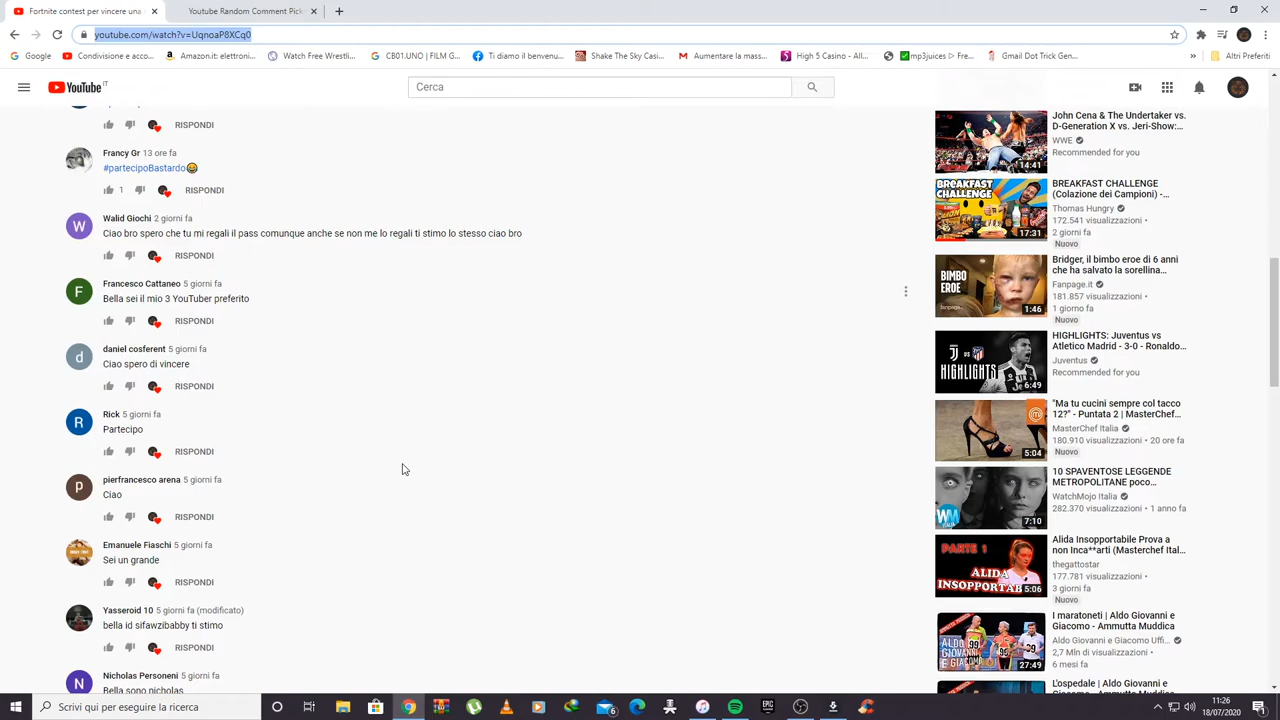 Fortnite contest per vincere una
Youtube Random Comment Pick
youtube.com/watch?v=UqnoaP8XCq0
Google
Condivisione e acco...
Amazon.it: elettroni...
Watch Free Wrestlin...
CB01.UNO | FILM G...
Ti diamo il benvenu...
Shake The Sky Casi...
Aumentare la mass...
High 5 Casino - All...
mp3juices ▷ Fre...
Gmail Dot Trick Gen...
»
Altri Preferiti
YouTube IT
Cerca
RISPONDI
Francy Gr 13 ore fa
#partecipoBastardo😂
1 RISPONDI
W
Walid Giochi 2 giorni fa
Ciao bro spero che tu mi regali il pass comunque anche se non me lo regali ti stimo lo stesso ciao bro
RISPONDI
F
Francesco Cattaneo 5 giorni fa
Bella sei il mio 3 YouTuber preferito
RISPONDI
d
daniel cosferent 5 giorni fa
Ciao spero di vincere
RISPONDI
R
Rick 5 giorni fa
Partecipo
RISPONDI
p
pierfrancesco arena 5 giorni fa
Ciao
RISPONDI
Emanuele Fiaschi 5 giorni fa
Sei un grande
RISPONDI
Yasseroid 10 5 giorni fa (modificato)
bella id sifawzibabby ti stimo
RISPONDI
N
Nicholas Personeni 5 giorni fa
Bella sono nicholas
14:41
John Cena & The Undertaker vs.
D-Generation X vs. Jeri-Show:...
WWE
Recommended for you
BREAKFAST
CHALLENGE
17:31
BREAKFAST CHALLENGE
(Colazione dei Campioni) -...
Thomas Hungry
172.541 visualizzazioni •
2 giorni fa
Nuovo
BIMBO
EROE
fanpage
1:46
Bridger, il bimbo eroe di 6 anni
che ha salvato la sorellina...
Fanpage.it
181.857 visualizzazioni •
1 giorno fa
Nuovo
VS
HIGHLIGHTS
6:49
HIGHLIGHTS: Juventus vs
Atletico Madrid - 3-0 - Ronaldo...
Juventus
Recommended for you
5:04
"Ma tu cucini sempre col tacco
12?" - Puntata 2 | MasterChef...
MasterChef Italia
180.910 visualizzazioni • 20 ore fa
Nuovo
WM
7:10
10 SPAVENTOSE LEGGENDE
METROPOLITANE poco...
WatchMojo Italia
282.370 visualizzazioni • 1 anno fa
PARTE 1
ALIDA
INSOPPORTAB
5:06
Alida Insopportabile Prova a
non Inca**arti (Masterchef Ital...
thegattostar
177.781 visualizzazioni •
3 giorni fa
Nuovo
99
ALDO
GIOVANNI
E GIACOMO
27:49
I maratoneti | Aldo Giovanni e
Giacomo - Ammutta Muddica
Aldo Giovanni e Giacomo Uffi...
2,7 Mln di visualizzazioni •
6 mesi fa
L'ospedale | Aldo Giovanni e
Scrivi qui per eseguire la ricerca
6
EPIC
GAMES
11:26
18/07/2020
1